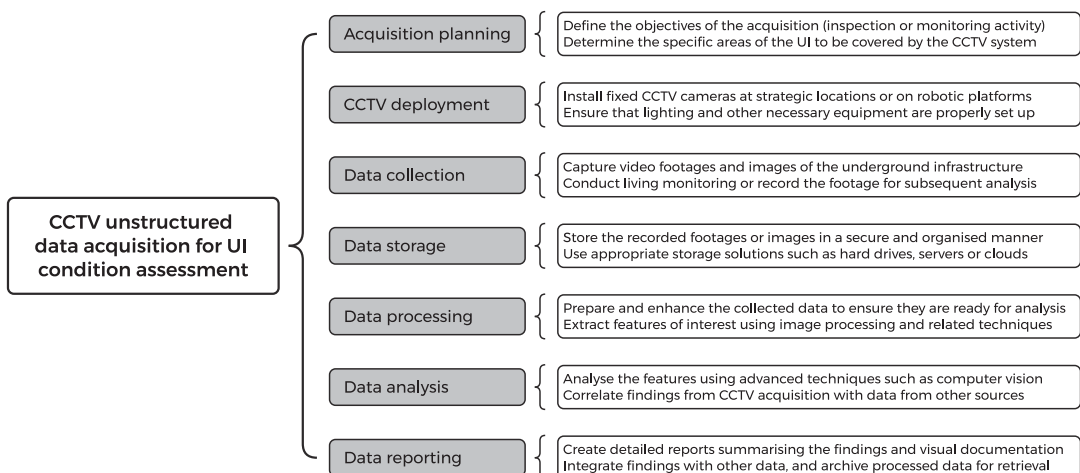 CCTV unstructured
data acquisition for UI
condition assessment
Acquisition planning
Define the objectives of the acquisition (inspection or monitoring activity)
Determine the specific areas of the UI to be covered by the CCTV system
CCTV deployment
Install fixed CCTV cameras at strategic locations or on robotic platforms
Ensure that lighting and other necessary equipment are properly set up
Data collection
Capture video footages and images of the underground infrastructure
Conduct living monitoring or record the footage for subsequent analysis
Data storage
Store the recorded footages or images in a secure and organised manner
Use appropriate storage solutions such as hard drives, servers or clouds
Data processing
Prepare and enhance the collected data to ensure they are ready for analysis
Extract features of interest using image processing and related techniques
Data analysis
Analyse the features using advanced techniques such as computer vision
Correlate findings from CCTV acquisition with data from other sources
Data reporting
Create detailed reports summarising the findings and visual documentation
Integrate findings with other data, and archive processed data for retrieval